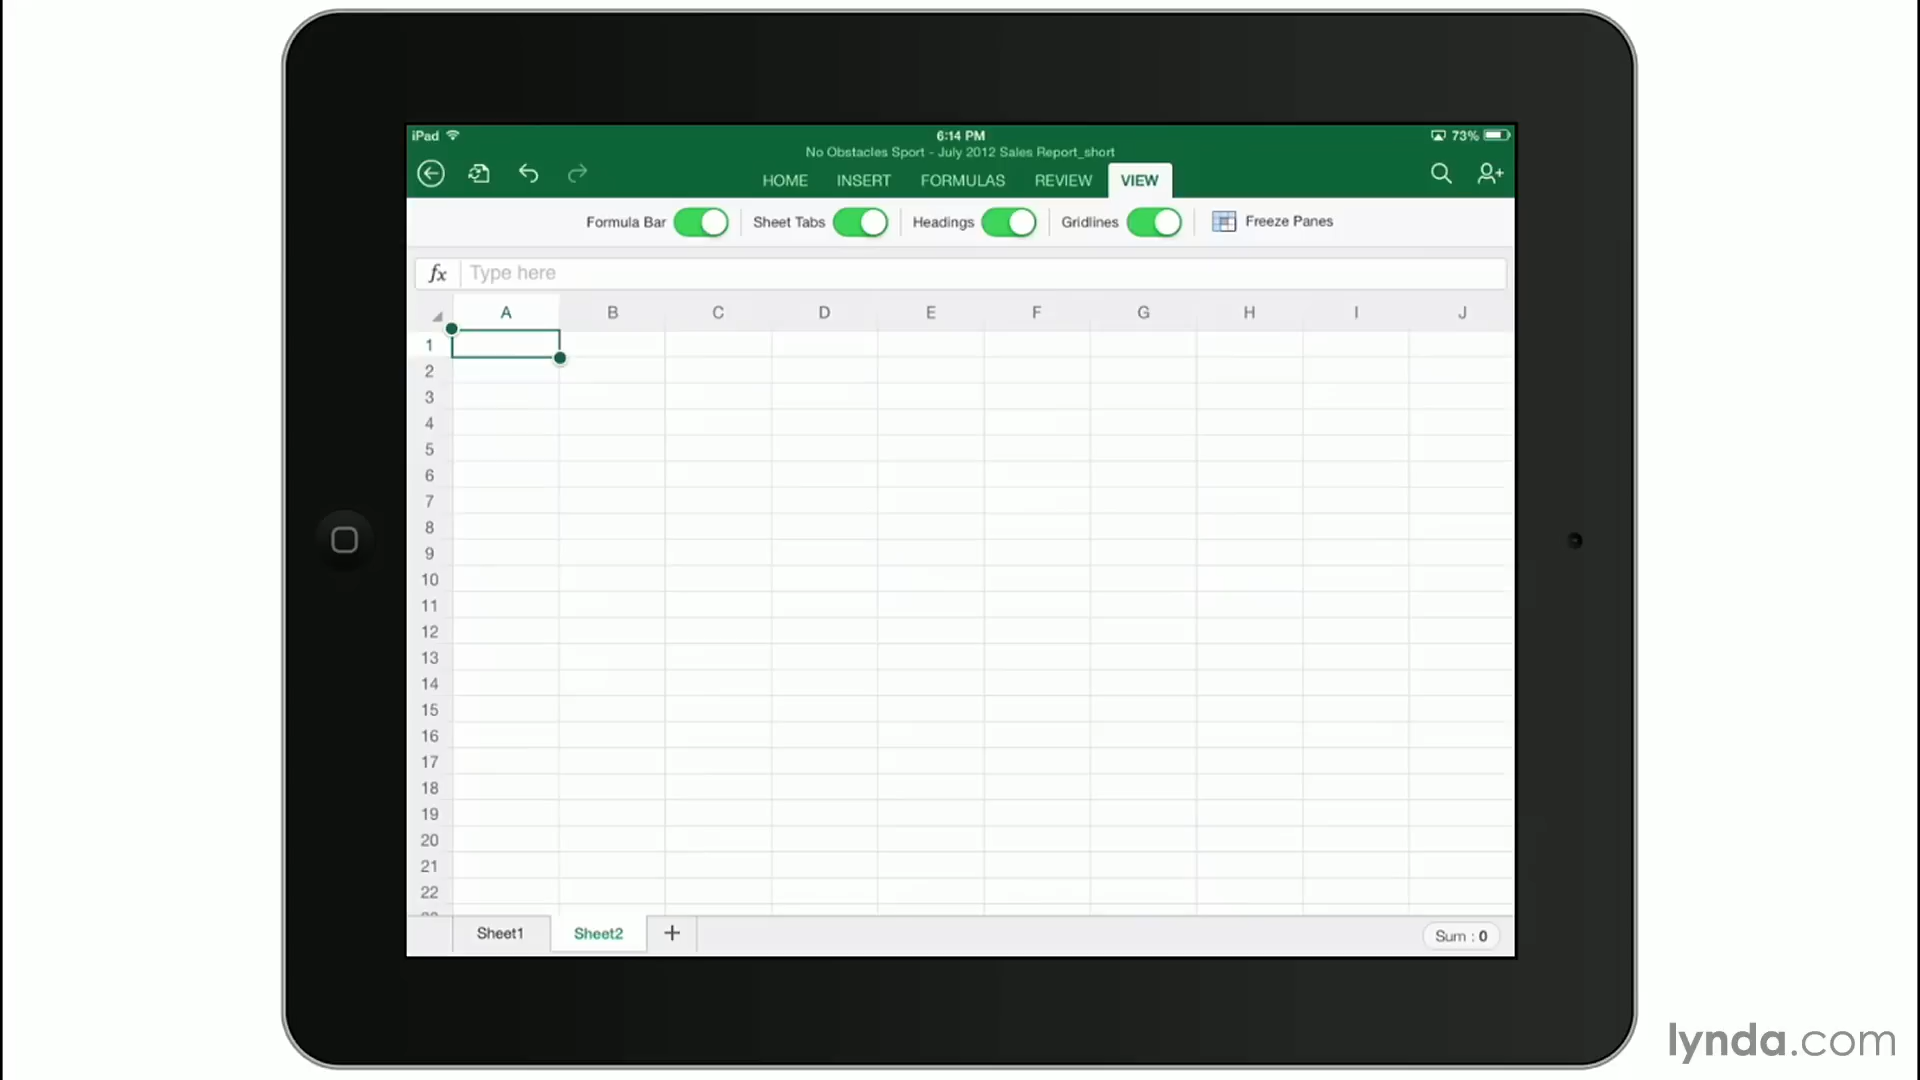 iPad 6:14 PM 73%
No Obstacles Sport - July 2012 Sales Report_short
HOME INSERT FORMULAS REVIEW VIEW
Formula Bar Sheet Tabs Headings Gridlines Freeze Panes
fx Type here
A B C D E F G H I J
1
2
3
4
5
6
7
8
9
10
11
12
13
14
15
16
17
18
19
20
21
22
Sheet1 Sheet2 + Sum : 0
lynda.com